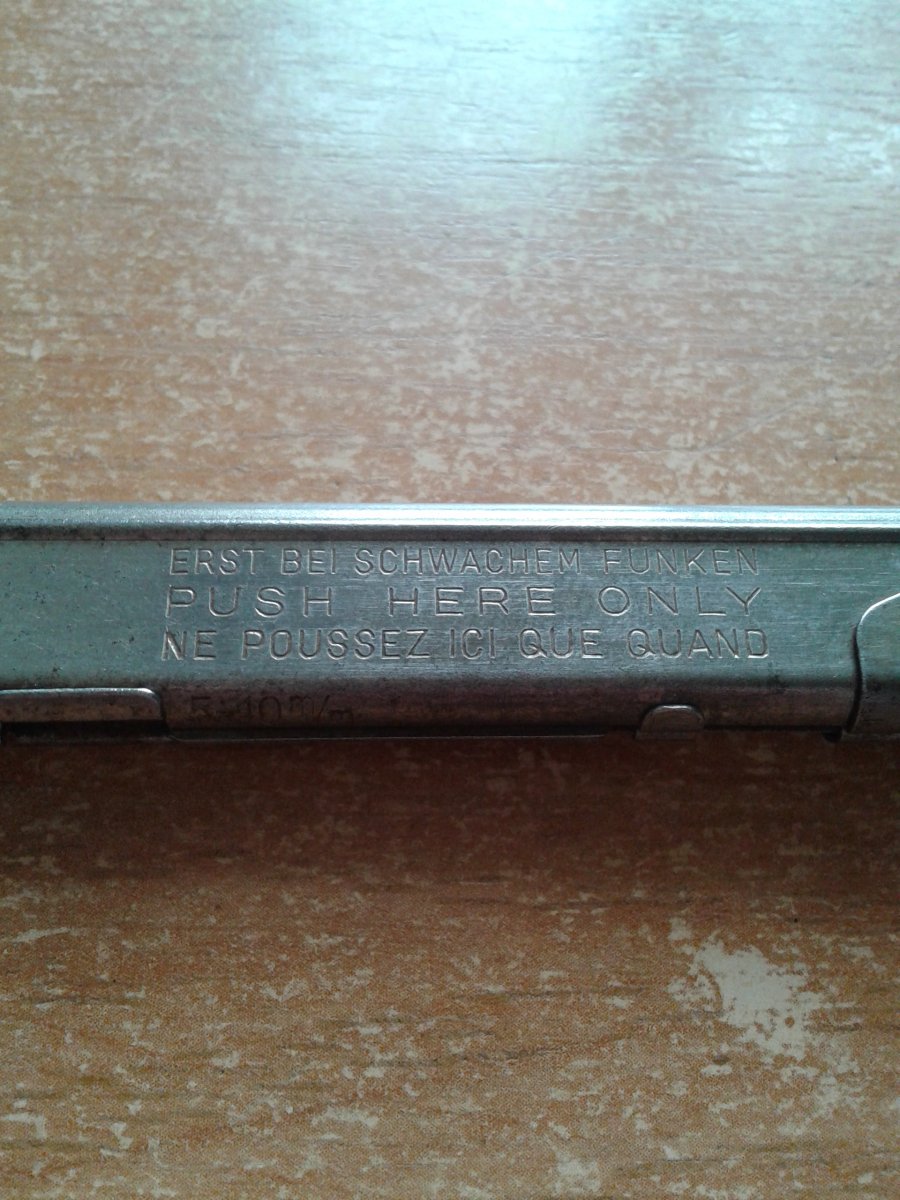 ERST BEI SCHWACHEM FUNKEN
PUSH HERE ONLY
NE POUSSEZ ICI QUE QUAND